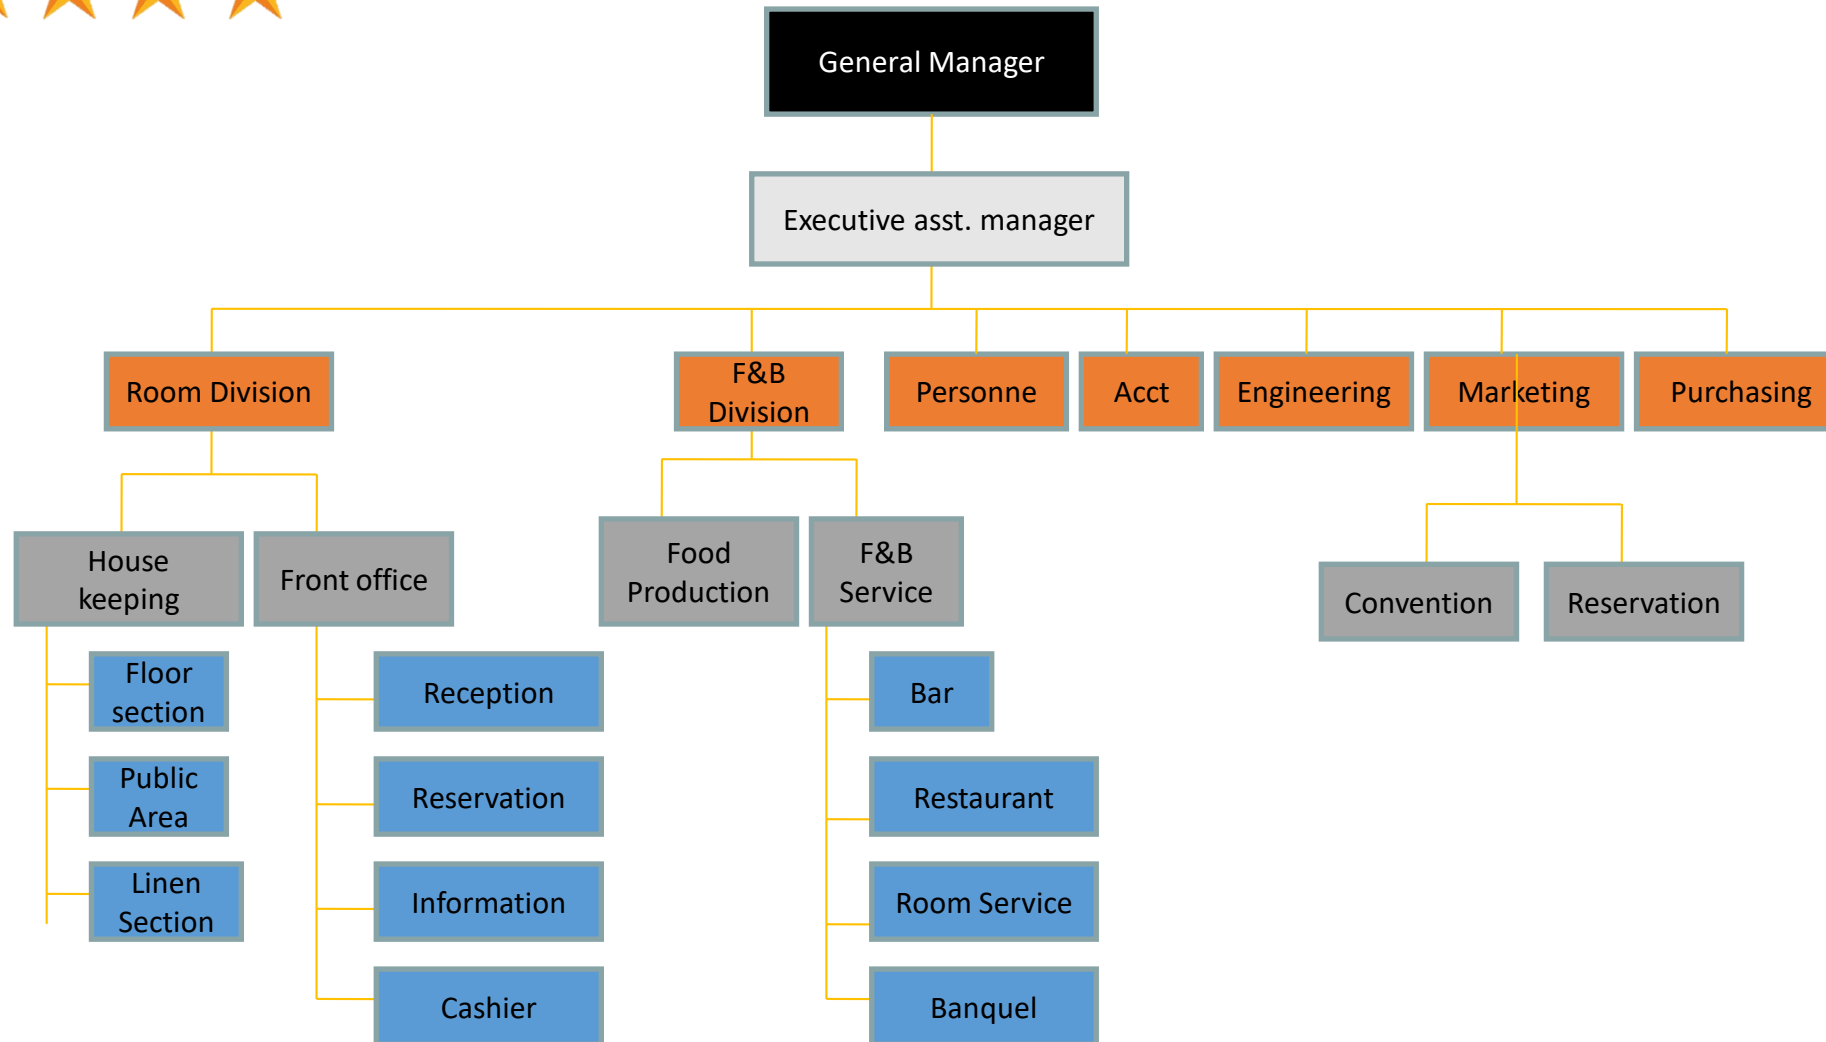 General Manager
Executive asst. manager
Room Division
F&B
Division
Personne
Acct
Engineering
Marketing
Purchasing
House
keeping
Front office
Food
Production
F&B
Service
Convention
Reservation
Floor
section
Public
Area
Linen
Section
Reception
Reservation
Information
Cashier
Bar
Restaurant
Room Service
Banquel